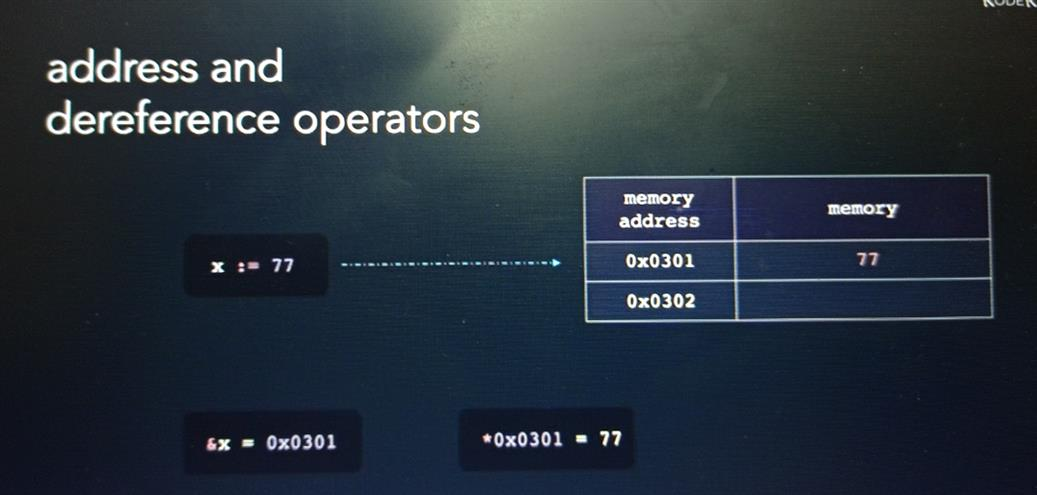 address and
dereference operators
memory address
memory
x := 77
0x0301
77
0x0302
&x = 0x0301
*0x0301 = 77